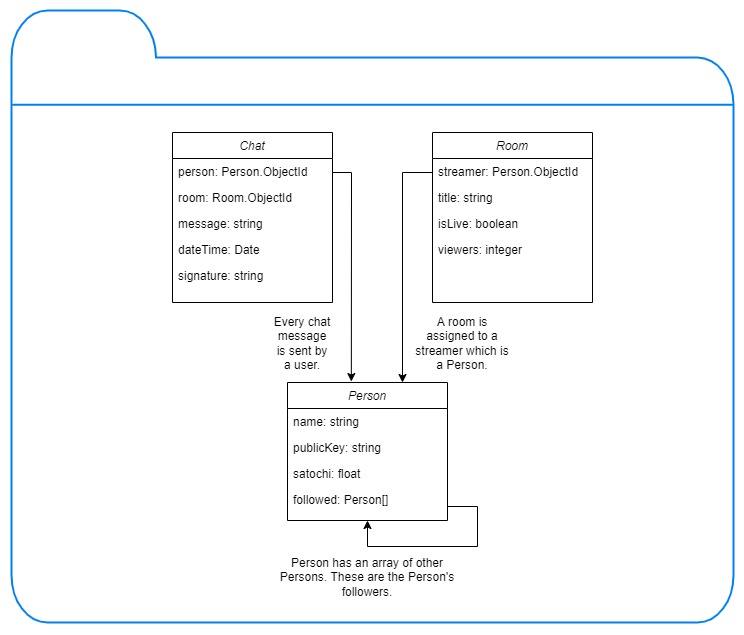 Chat
person: Person.ObjectId
room: Room.ObjectId
message: string
dateTime: Date
signature: string
Room
streamer: Person.ObjectId
title: string
isLive: boolean
viewers: integer
Every chat
message
is sent by
a user.
A room is
assigned to a
streamer which is
a Person.
Person
name: string
publicKey: string
satochi: float
followed: Person[]
Person has an array of other
Persons. These are the Person's
followers.